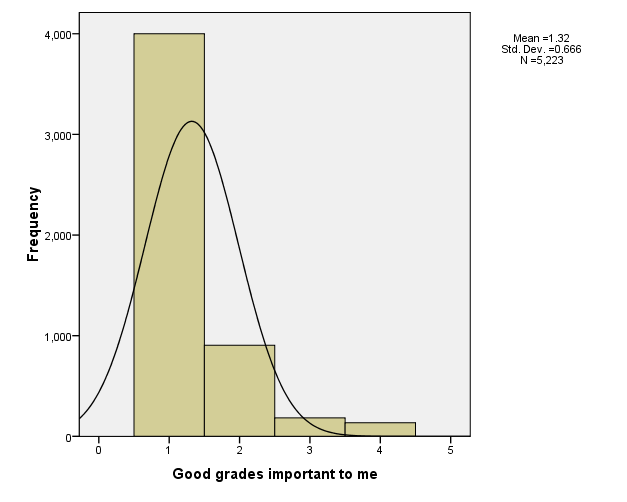 Mean =1.32
Std. Dev. =0.666
N =5,223
4,000
3,000
2,000
1,000
0
Frequency
0 1 2 3 4 5
Good grades important to me